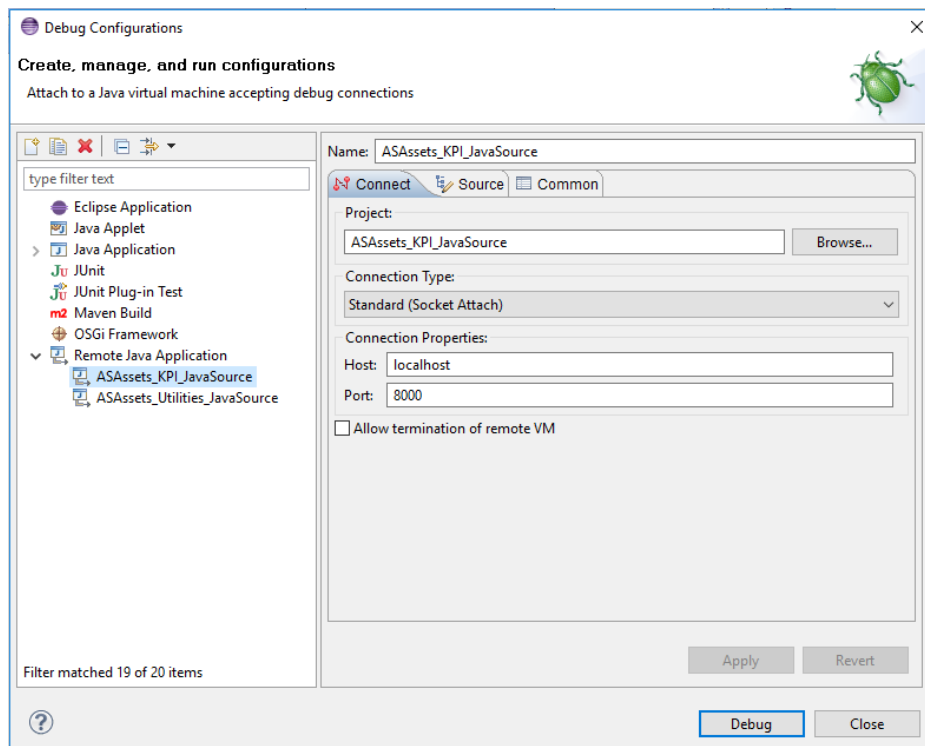 Debug Configurations
Create, manage, and run configurations
Attach to a Java virtual machine accepting debug connections
type filter text
Eclipse Application
Java Applet
Java Application
JUnit
JUnit Plug-in Test
m2 Maven Build
OSGi Framework
Remote Java Application
ASAssets_KPI_JavaSource
ASAssets_Utilities_JavaSource
Filter matched 19 of 20 items
Name: ASAssets_KPI_JavaSource
Connect Source Common
Project:
ASAssets_KPI_JavaSource Browse...
Connection Type:
Standard (Socket Attach)
Connection Properties:
Host: localhost
Port: 8000
Allow termination of remote VM
Apply Revert
Debug Close